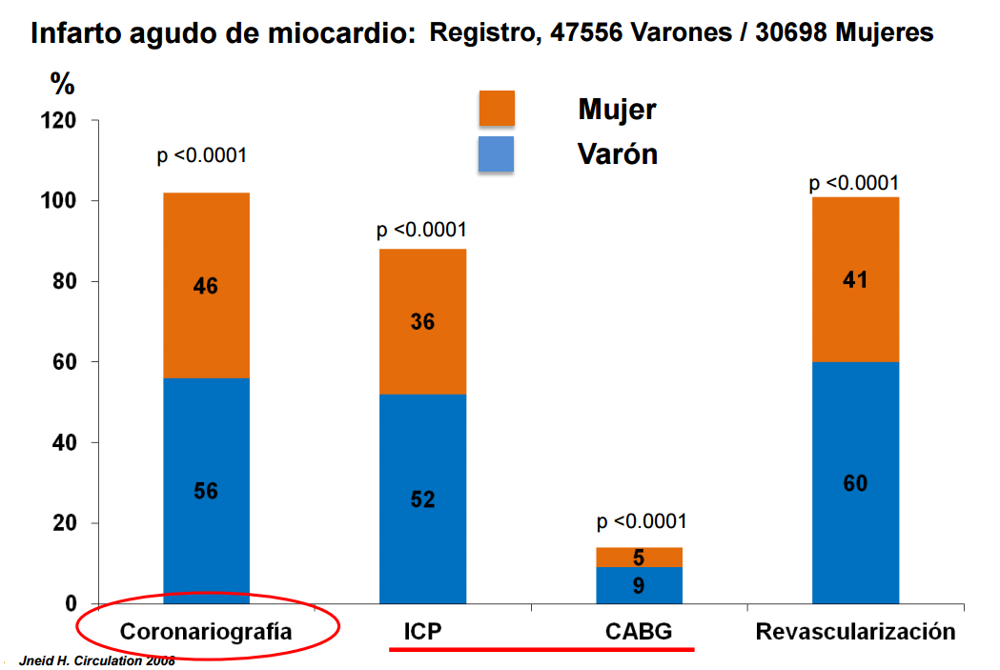 Infarto agudo de miocardio: Registro, 47556 Varones / 30698 Mujeres
%
Mujer
Varón
120
100
80
60
40
20
0
p <0.0001
46
56
p <0.0001
36
52
p <0.0001
5
9
p <0.0001
41
60
Coronariografía
ICP
CABG
Revascularización
Jneid H. Circulation 2008